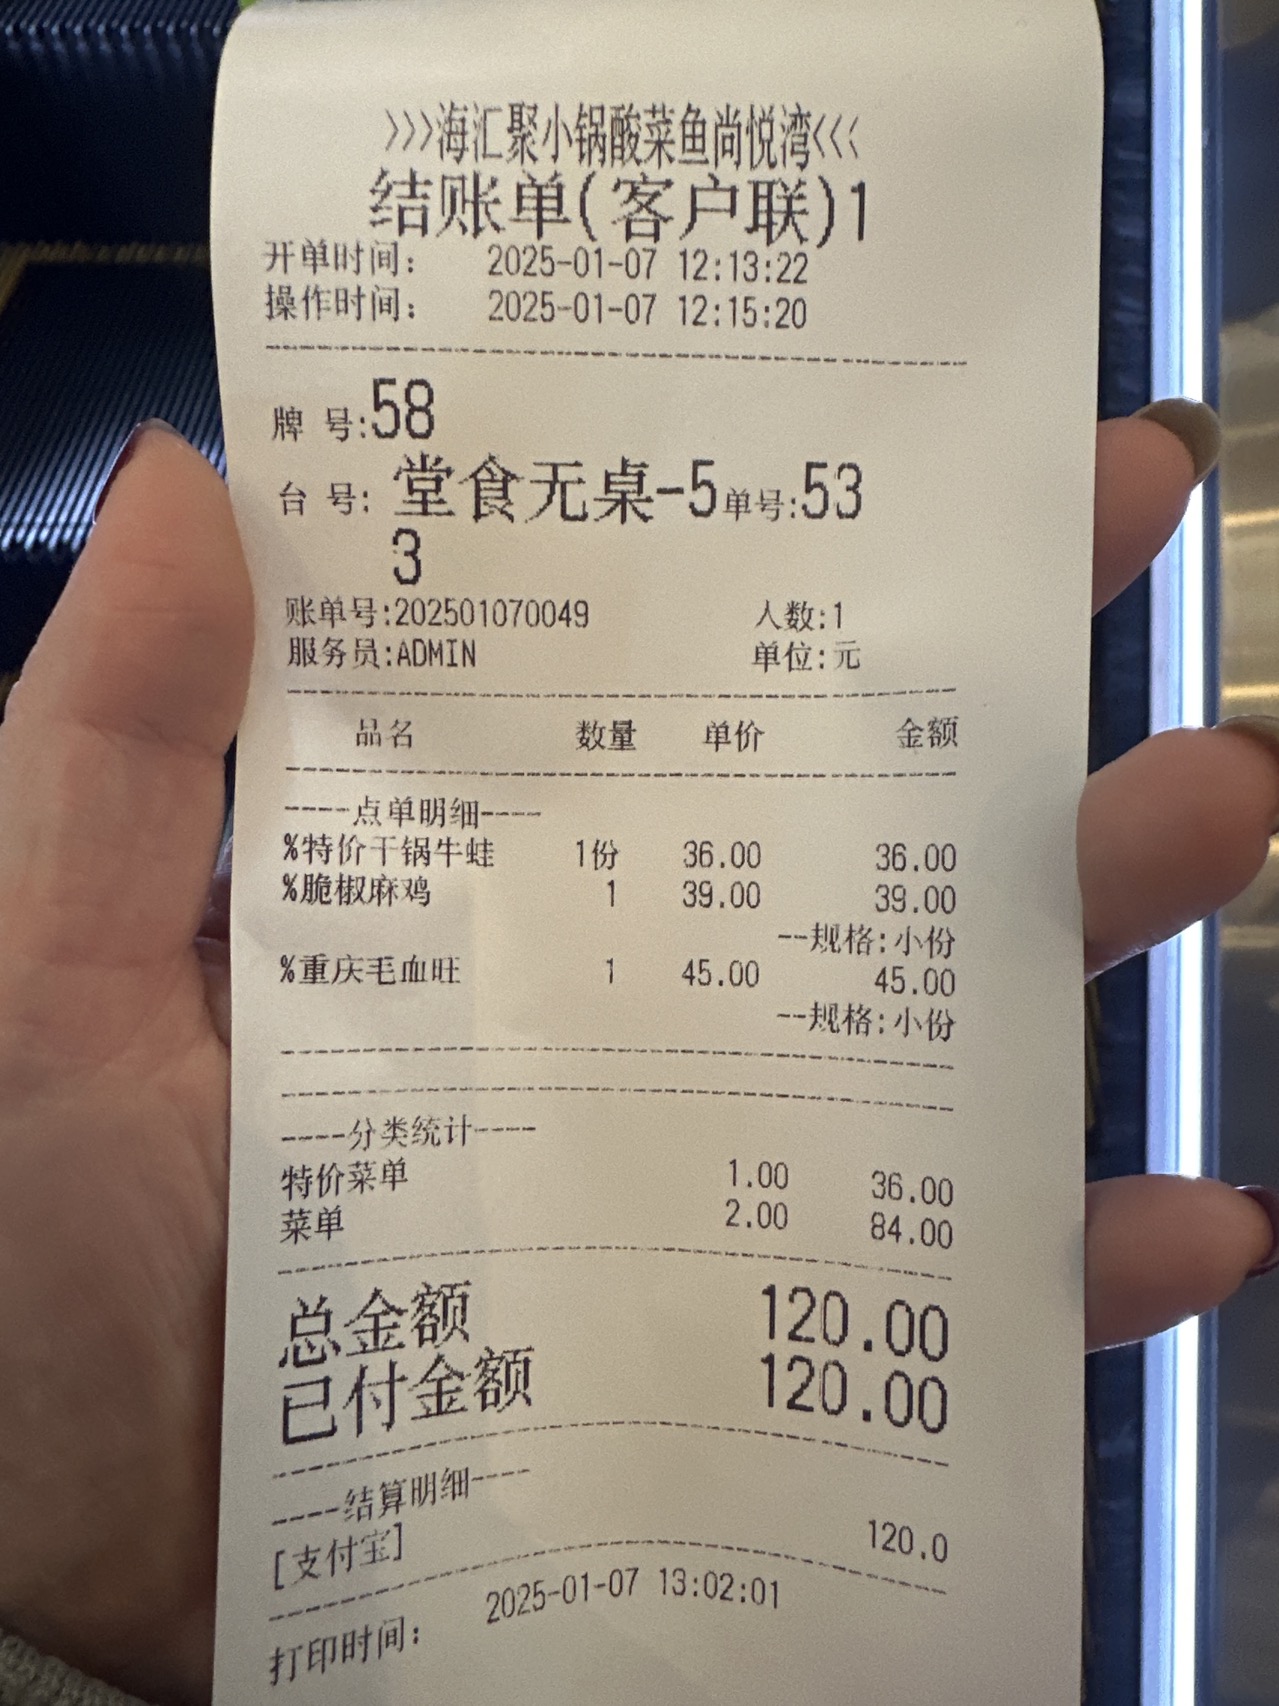 >>>海汇聚小锅酸菜鱼尚悦湾<<<
结账单(客户联)1
开单时间: 2025-01-07 12:13:22
操作时间: 2025-01-07 12:15:20
牌 号:58
台 号: 堂食无桌-5单号:53
3
账单号:202501070049 人数:1
服务员:ADMIN 单位:元
品名 数量 单价 金额
----点单明细----
%特价干锅牛蛙 1份 36.00 36.00
%脆椒麻鸡 1 39.00 39.00
--规格:小份
%重庆毛血旺 1 45.00 45.00
--规格:小份
----分类统计----
特价菜单 1.00 36.00
菜单 2.00 84.00
总金额 120.00
已付金额 120.00
----结算明细----
[支付宝] 120.0
打印时间: 2025-01-07 13:02:01